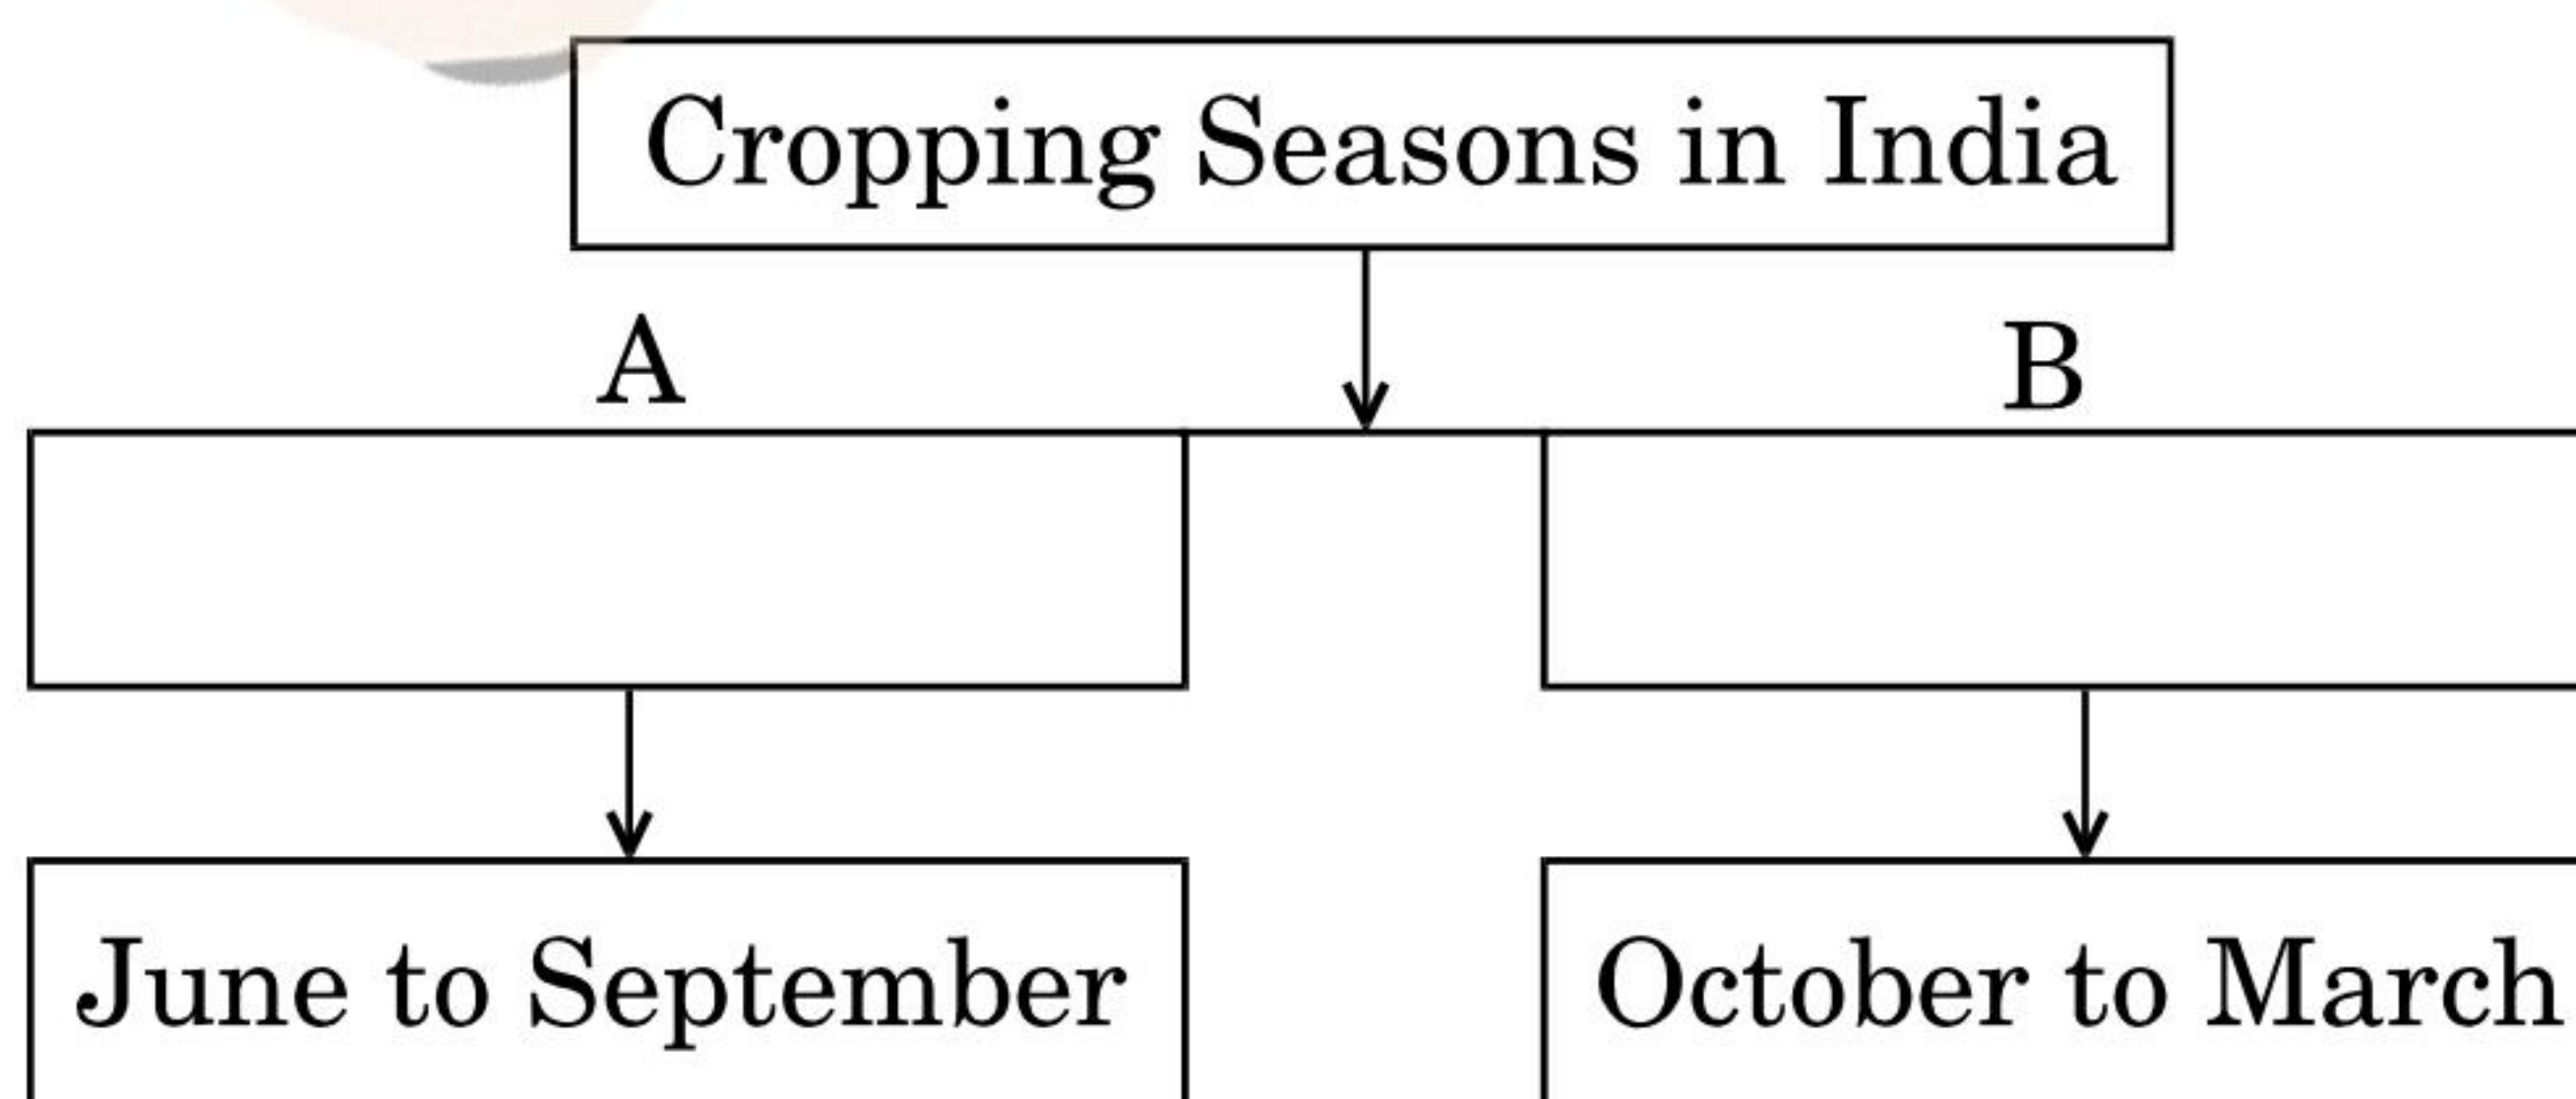 Cropping Seasons in India
A
B
June to September
October to March